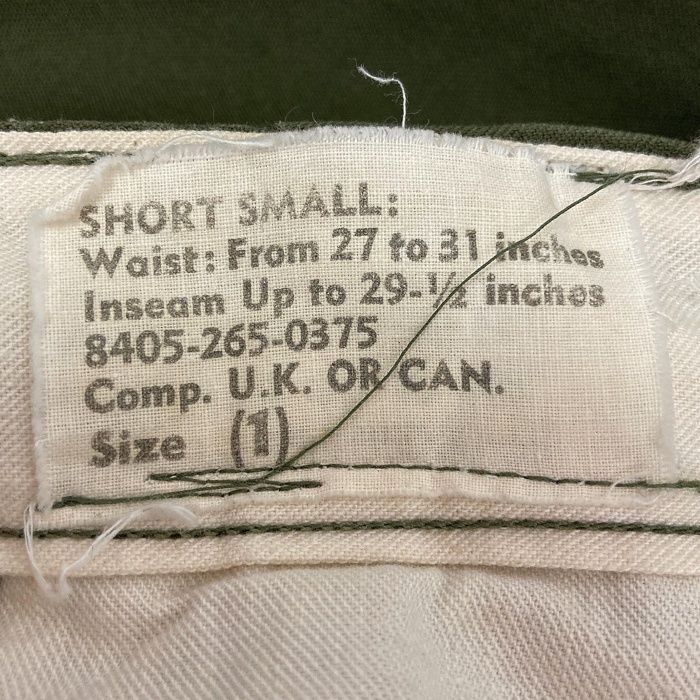 SHORT SMALL:
Waist: From 27 to 31 inches
Inseam Up to 29-1/2 inches
8405-265-0375
Comp. U.K. OR CAN.
Size (1)